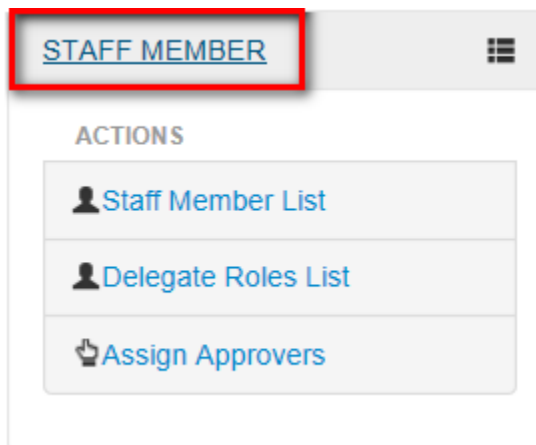 STAFF MEMBER
ACTIONS
Staff Member List
Delegate Roles List
Assign Approvers